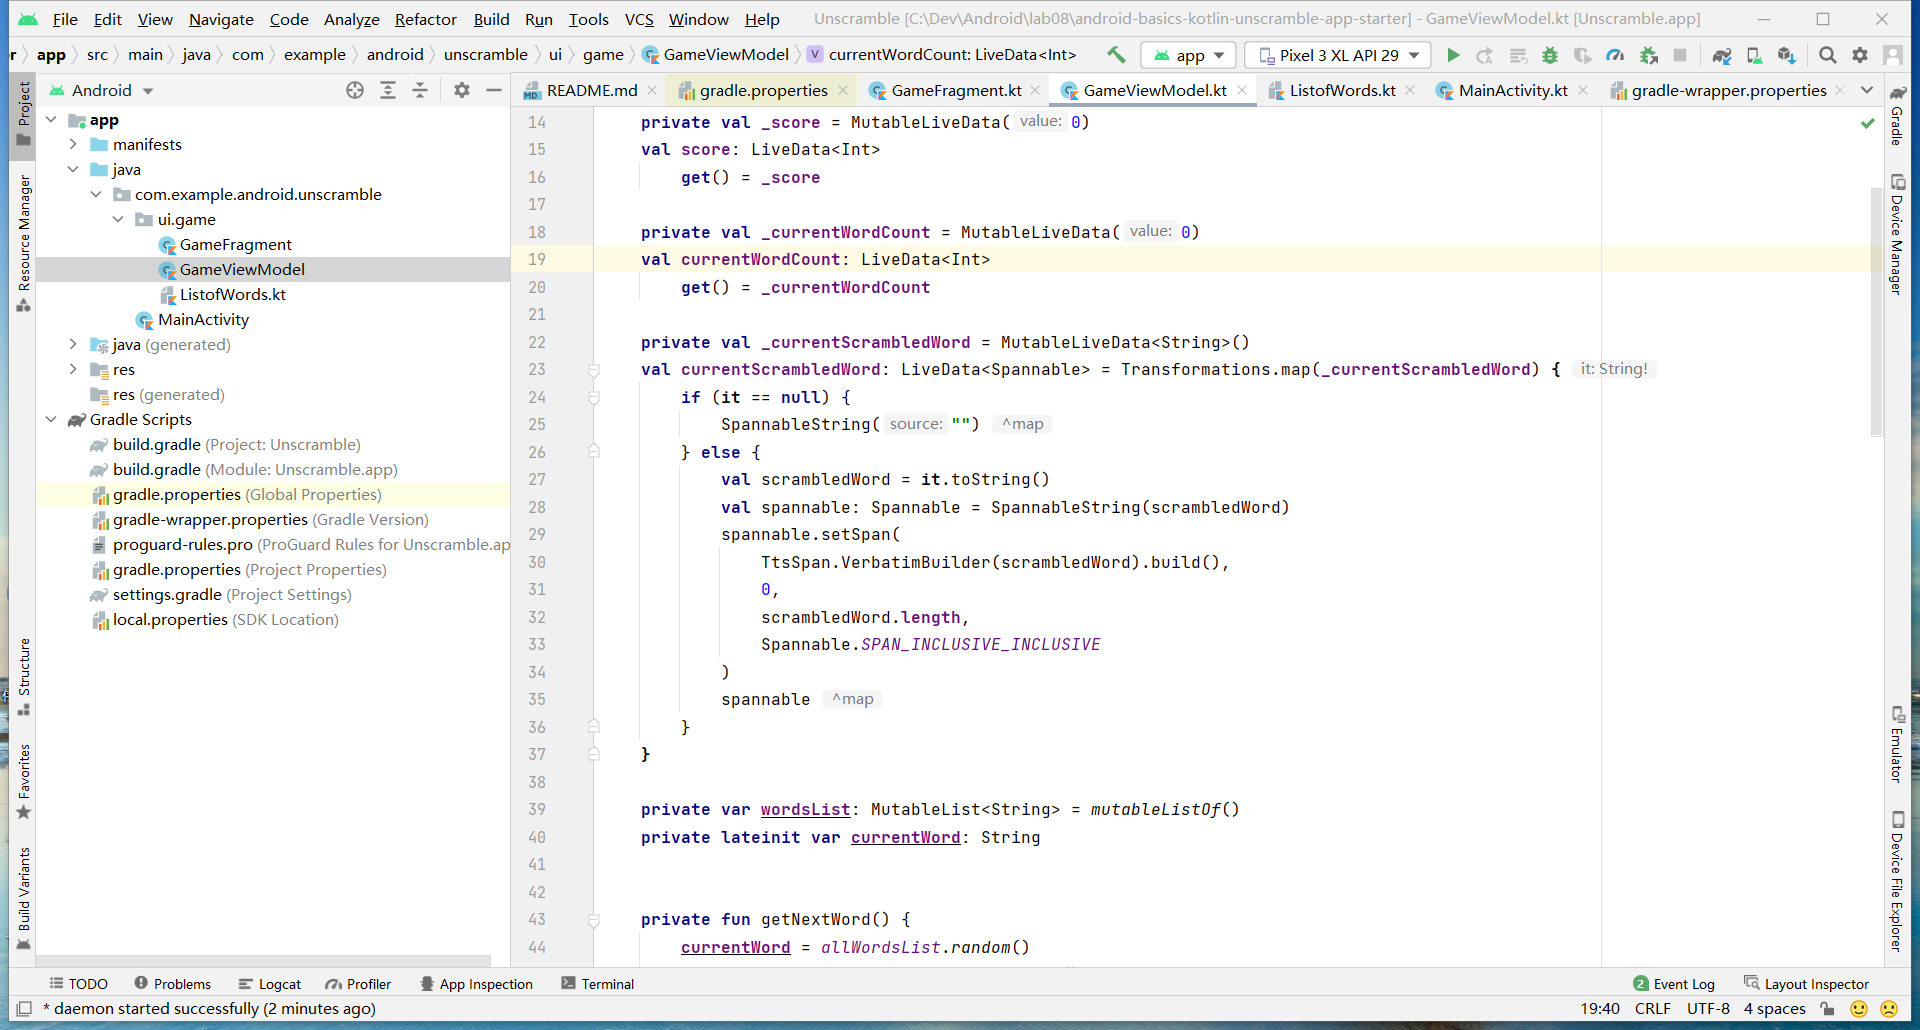 File Edit View Navigate Code Analyze Refactor Build Run Tools VCS Window Help Unscramble [C:\Dev\Android\lab08\android-basics-kotlin-unscramble-app-starter] - GameViewModel.kt [Unscramble.app]
r app src main java com example android unscramble ui game GameViewModel V currentWordCount: LiveData<Int> app Pixel 3 XL API 29
Android
README.md gradle.properties GameFragment.kt GameViewModel.kt ListofWords.kt MainActivity.kt gradle-wrapper.properties
Project
Resource Manager
Structure
Favorites
Build Variants
app
manifests
java
com.example.android.unscramble
ui.game
GameFragment
GameViewModel
ListofWords.kt
MainActivity
java (generated)
res
res (generated)
Gradle Scripts
build.gradle (Project: Unscramble)
build.gradle (Module: Unscramble.app)
gradle.properties (Global Properties)
gradle-wrapper.properties (Gradle Version)
proguard-rules.pro (ProGuard Rules for Unscramble.ap
gradle.properties (Project Properties)
settings.gradle (Project Settings)
local.properties (SDK Location)
14 private val _score = MutableLiveData( value: 0)
15 val score: LiveData<Int>
16 get() = _score
17
18 private val _currentWordCount = MutableLiveData( value: 0)
19 val currentWordCount: LiveData<Int>
20 get() = _currentWordCount
21
22 private val _currentScrambledWord = MutableLiveData<String>()
23 val currentScrambledWord: LiveData<Spannable> = Transformations.map(_currentScrambledWord) { it: String!
24 if (it == null) {
25 SpannableString( source: "") ^map
26 } else {
27 val scrambledWord = it.toString()
28 val spannable: Spannable = SpannableString(scrambledWord)
29 spannable.setSpan(
30 TtsSpan.VerbatimBuilder(scrambledWord).build(),
31 0,
32 scrambledWord.length,
33 Spannable.SPAN_INCLUSIVE_INCLUSIVE
34 )
35 spannable ^map
36 }
37 }
38
39 private var wordsList: MutableList<String> = mutableListOf()
40 private lateinit var currentWord: String
41
42
43 private fun getNextWord() {
44 currentWord = allWordsList.random()
Gradle
Device Manager
Emulator
Device File Explorer
TODO Problems Logcat Profiler App Inspection Terminal 2 Event Log Layout Inspector
* daemon started successfully (2 minutes ago) 19:40 CRLF UTF-8 4 spaces